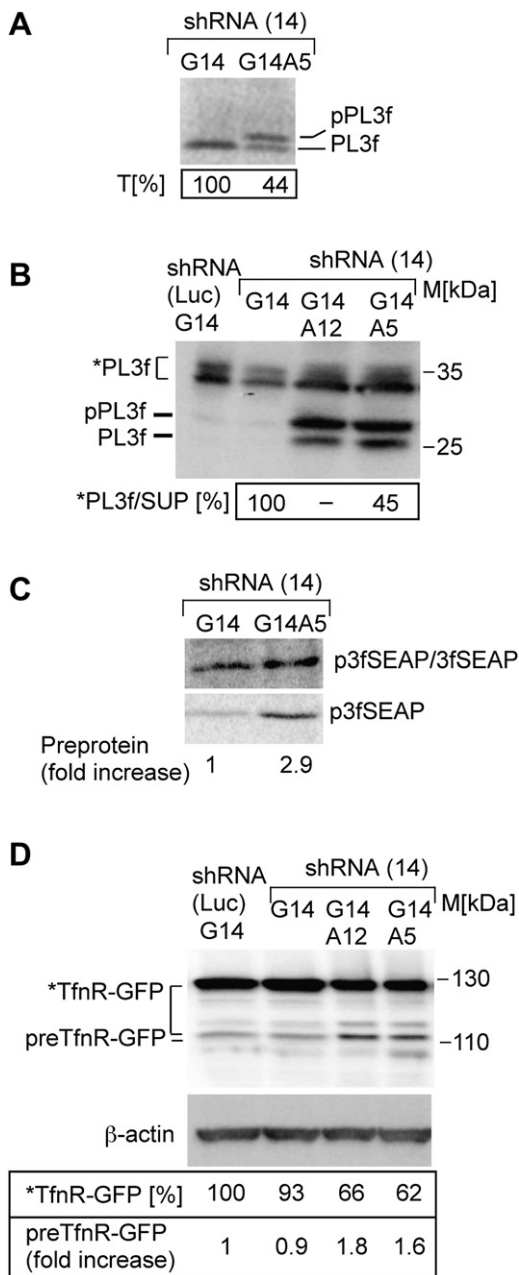 A
shRNA (14)
G14 G14A5
pPL3f
PL3f
T[%] 100 44
B
shRNA
(Luc)
G14
shRNA (14)
G14 G14 G14 M[kDa]
A12 A5
*PL3f
pPL3f
PL3f
–35
–25
*PL3f/SUP [%] 100 – 45
C
shRNA (14)
G14 G14A5
p3fSEAP/3fSEAP
p3fSEAP
Preprotein
(fold increase) 1 2.9
D
shRNA
(Luc)
G14
shRNA (14)
G14 G14 G14 M[kDa]
A12 A5
*TfnR-GFP
preTfnR-GFP
–130
–110
β-actin
*TfnR-GFP [%] 100 93 66 62
preTfnR-GFP
(fold increase) 1 0.9 1.8 1.6